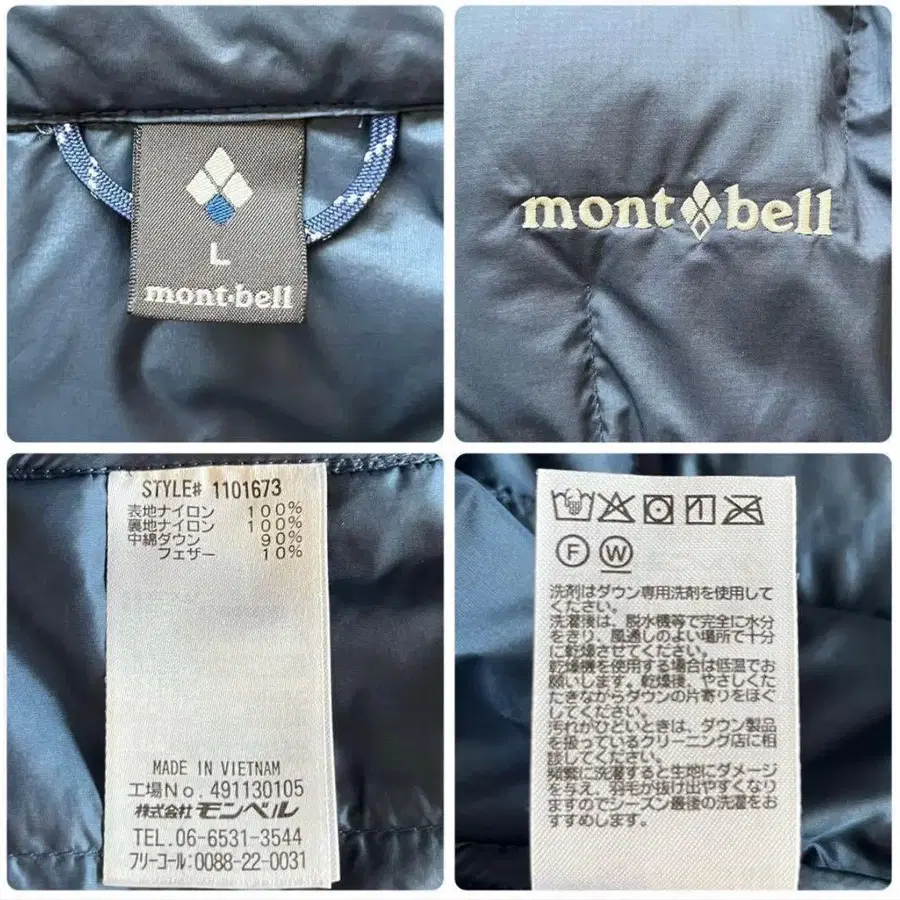 L
mont·bell
mont bell
STYLE# 1101673
表地ナイロン 100%
裏地ナイロン 100%
中綿ダウン 90%
フェザー 10%
MADE IN VIETNAM
工場No. 491130105
株式会社 モンベル
TEL. 06-6531-3544
フリーコール:0088-22-0031
F W
洗剤はダウン専用洗剤を使用して
ください。
洗濯後は、脱水機等で完全に水分
をきり、風通しのよい場所で十分
に乾燥させてください。
乾燥機を使用する場合は低温でお
願いします。乾燥後、やさしくた
たきながらダウンの片寄りをほぐ
してください。
汚れがひどいときは、ダウン製品
を扱っているクリーニング店に相
談してください。
頻繁に洗濯すると生地にダメージ
を与え、羽毛が抜け出やすくなり
ますのでシーズン最後の洗濯をお
すすめします。